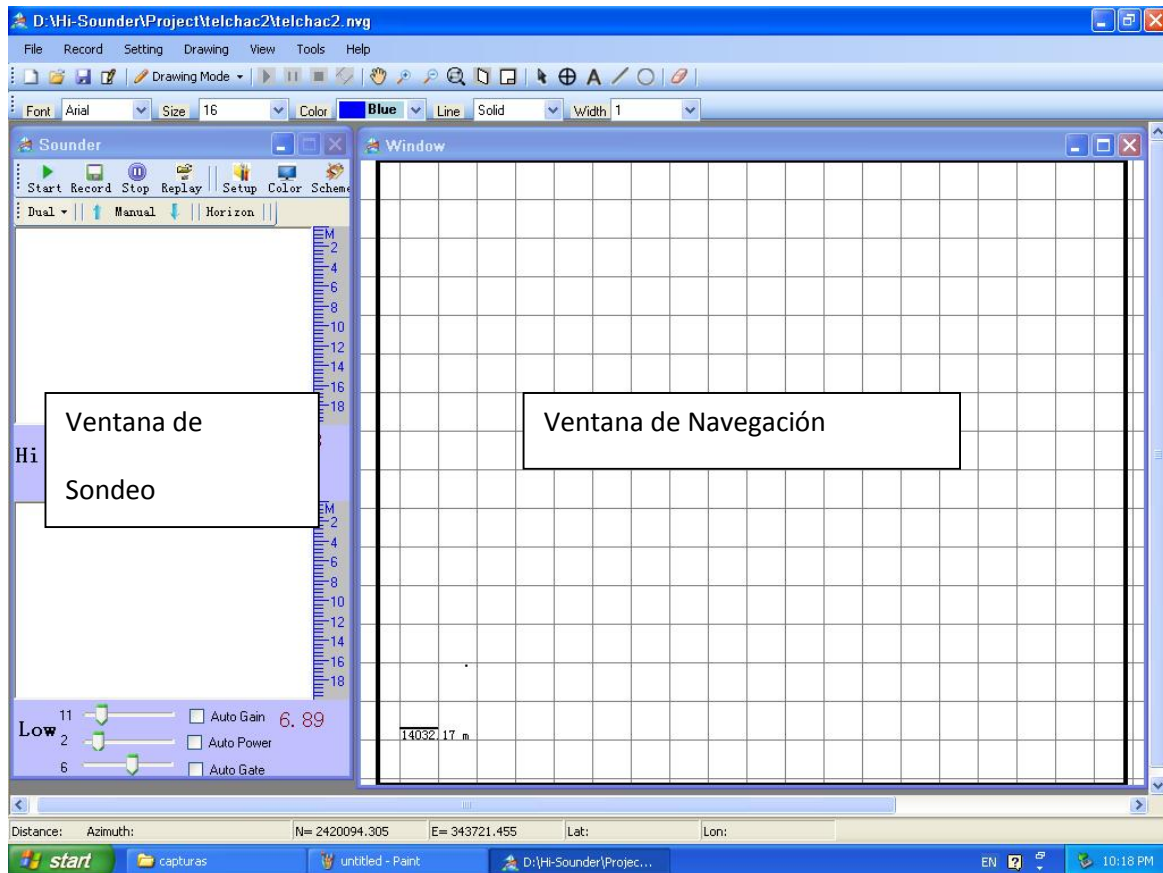 D:\Hi-Sounder\Project\telchac2\telchac2.nvg
File Record Setting Drawing View Tools Help
Drawing Mode
Font Arial Size 16 Color Blue Line Solid Width 1
Sounder
Start Record Stop Replay Setup Color Scheme
Dual Manual Horizon
M
2
4
6
8
10
12
14
16
18
Ventana de
Sondeo
Hi
M
2
4
6
8
10
12
14
16
18
Low
11 Auto Gain 6.89
2 Auto Power
6 Auto Gate
Window
Ventana de Navegación
14032.17 m
Distance: Azimuth: N= 2420094.305 E= 343721.455 Lat: Lon:
start capturas untitled - Paint D:\Hi-Sounder\Projec... EN 10:18 PM